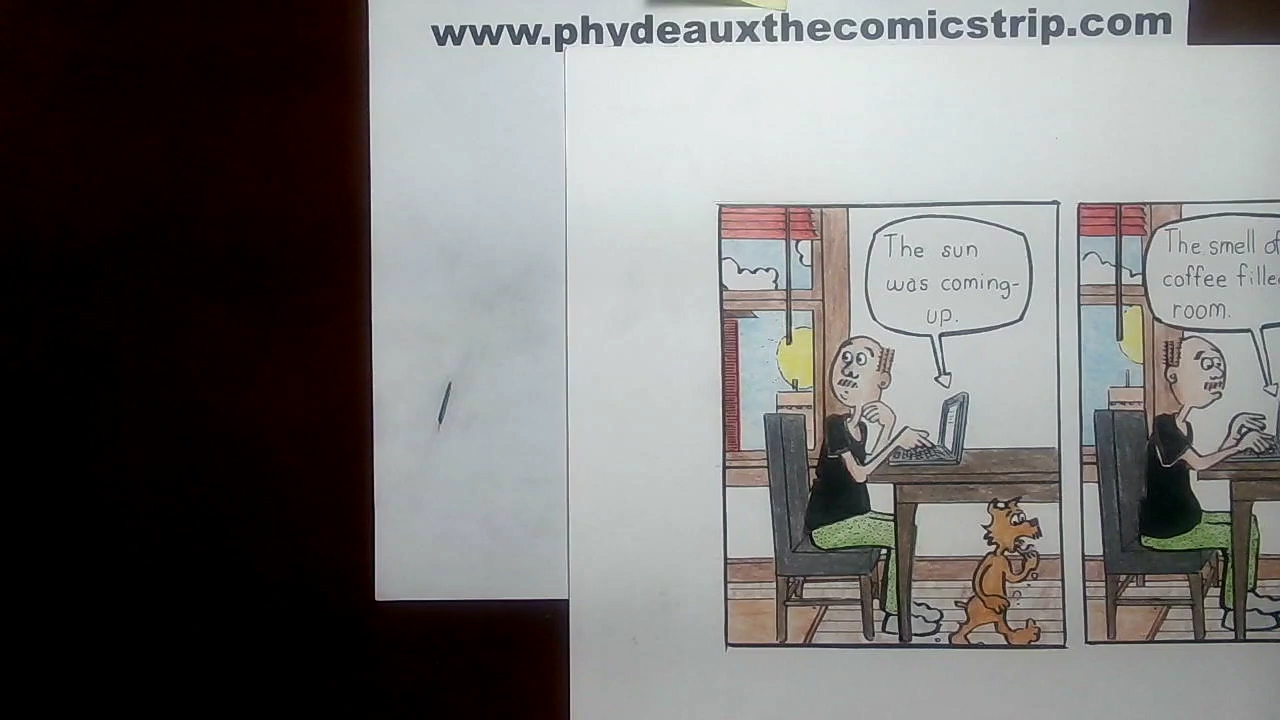 www.phydeauxthecomicstrip.com
The sun
was coming-
up.
The smell of
coffee fille
room.